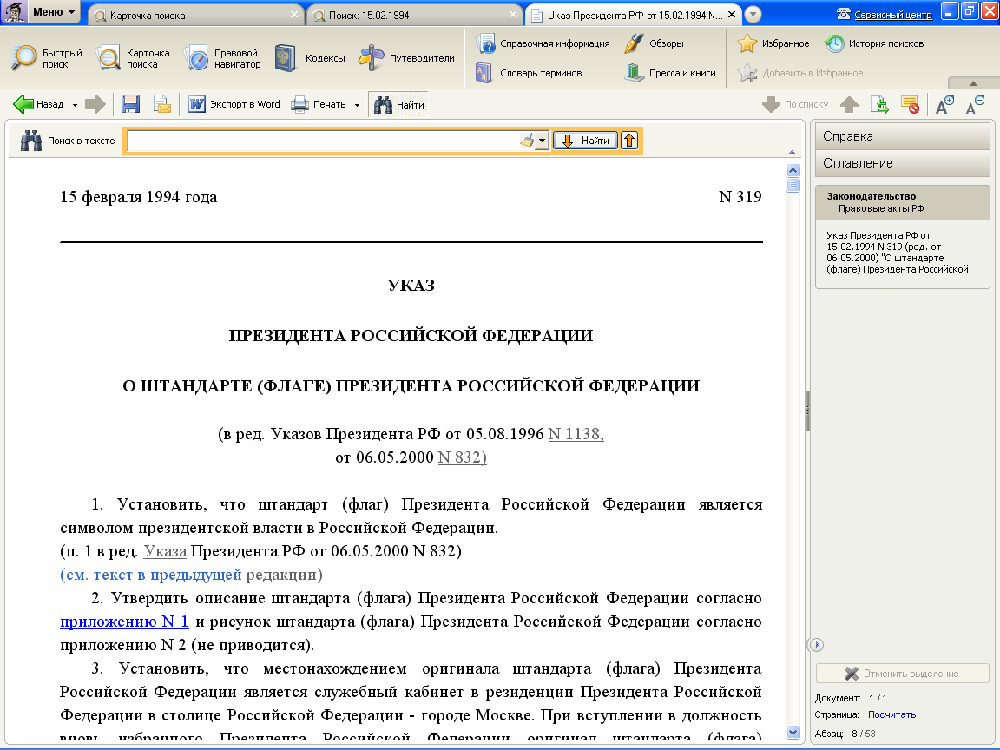 Меню
Карточка поиска
Поиск: 15.02.1994
Указ Президента РФ от 15.02.1994 N...
Сервисный центр
Быстрый поиск
Карточка поиска
Правовой навигатор
Кодексы
Путеводители
Справочная информация
Словарь терминов
Обзоры
Пресса и книги
Избранное
История поисков
Добавить в Избранное
Назад
Экспорт в Word
Печать
Найти
По списку
Поиск в тексте
Найти
15 февраля 1994 года N 319
УКАЗ
ПРЕЗИДЕНТА РОССИЙСКОЙ ФЕДЕРАЦИИ
О ШТАНДАРТЕ (ФЛАГЕ) ПРЕЗИДЕНТА РОССИЙСКОЙ ФЕДЕРАЦИИ
(в ред. Указов Президента РФ от 05.08.1996 N 1138,
от 06.05.2000 N 832)
1. Установить, что штандарт (флаг) Президента Российской Федерации является
символом президентской власти в Российской Федерации.
(п. 1 в ред. Указа Президента РФ от 06.05.2000 N 832)
(см. текст в предыдущей редакции)
2. Утвердить описание штандарта (флага) Президента Российской Федерации согласно
приложению N 1 и рисунок штандарта (флага) Президента Российской Федерации согласно
приложению N 2 (не приводится).
3. Установить, что местонахождением оригинала штандарта (флага) Президента
Российской Федерации является служебный кабинет в резиденции Президента Российской
Федерации в столице Российской Федерации - городе Москве. При вступлении в должность
вновь избранного Президента Российской Федерации оригинал штандарта (флага)
Справка
Оглавление
Законодательство
Правовые акты РФ
Указ Президента РФ от
15.02.1994 N 319 (ред. от
06.05.2000) "О штандарте
(флаге) Президента Российской
Отменить выделение
Документ: 1 / 1
Страница: Посчитать
Абзац: 8 / 53